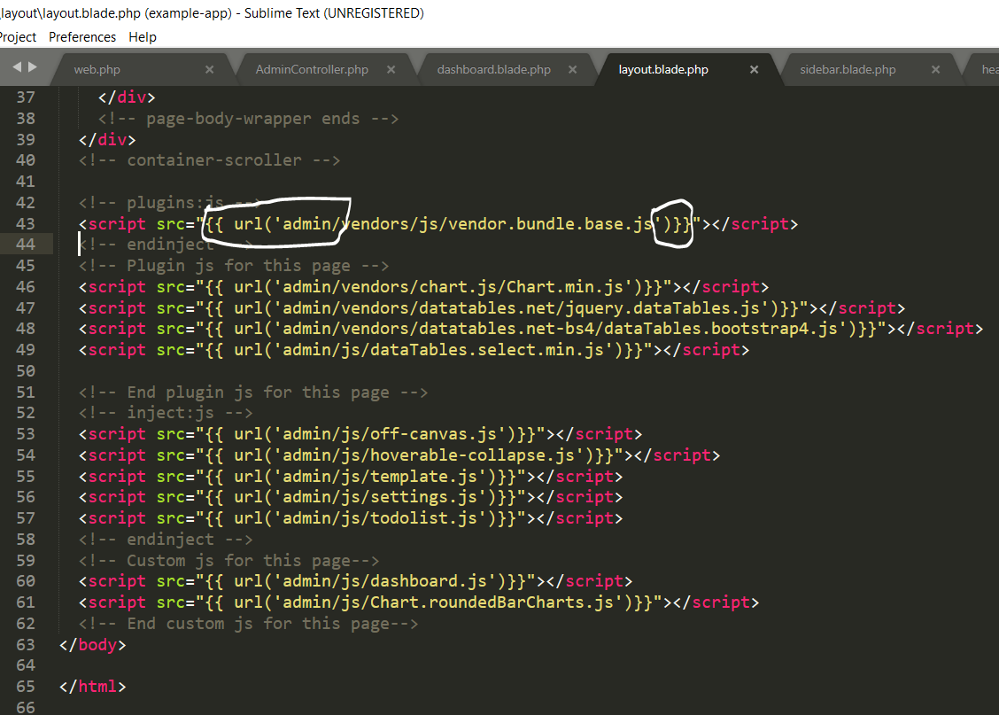 \layout\layout.blade.php (example-app) - Sublime Text (UNREGISTERED)
Project Preferences Help
web.php × AdminController.php × dashboard.blade.php × layout.blade.php × sidebar.blade.php × hea
37 </div>
38 <!-- page-body-wrapper ends -->
39 </div>
40 <!-- container-scroller -->
41
42 <!-- plugins:js -->
43 <script src="{{ url('admin/vendors/js/vendor.bundle.base.js')}}"></script>
44 <!-- endinject -->
45 <!-- Plugin js for this page -->
46 <script src="{{ url('admin/vendors/chart.js/Chart.min.js')}}"></script>
47 <script src="{{ url('admin/vendors/datatables.net/jquery.dataTables.js')}}"></script>
48 <script src="{{ url('admin/vendors/datatables.net-bs4/dataTables.bootstrap4.js')}}"></script>
49 <script src="{{ url('admin/js/dataTables.select.min.js')}}"></script>
50
51 <!-- End plugin js for this page -->
52 <!-- inject:js -->
53 <script src="{{ url('admin/js/off-canvas.js')}}"></script>
54 <script src="{{ url('admin/js/hoverable-collapse.js')}}"></script>
55 <script src="{{ url('admin/js/template.js')}}"></script>
56 <script src="{{ url('admin/js/settings.js')}}"></script>
57 <script src="{{ url('admin/js/todolist.js')}}"></script>
58 <!-- endinject -->
59 <!-- Custom js for this page-->
60 <script src="{{ url('admin/js/dashboard.js')}}"></script>
61 <script src="{{ url('admin/js/Chart.roundedBarCharts.js')}}"></script>
62 <!-- End custom js for this page-->
63 </body>
64
65 </html>
66